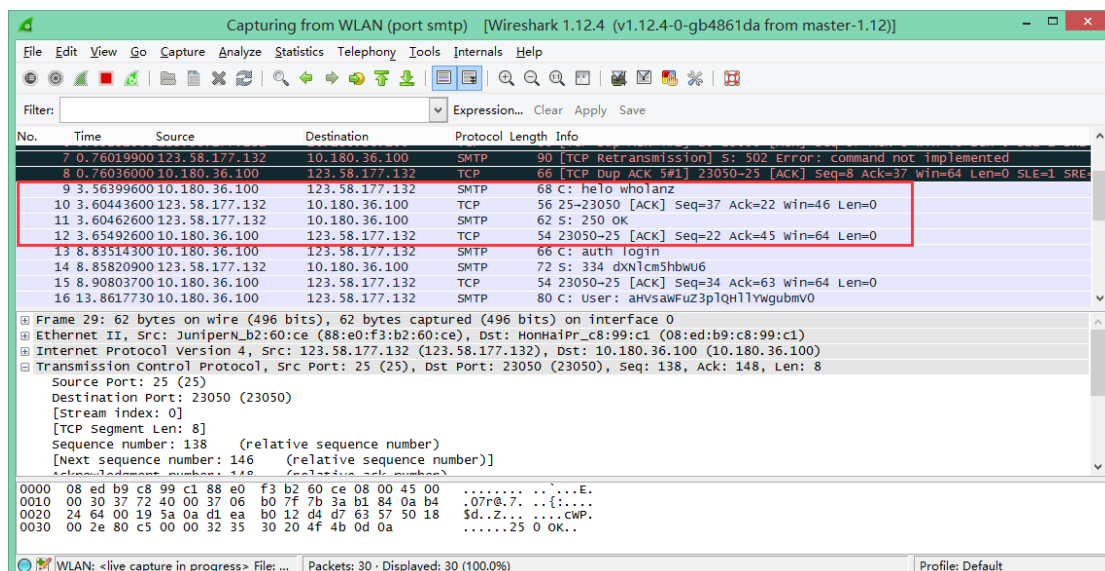 Capturing from WLAN (port smtp) [Wireshark 1.12.4 (v1.12.4-0-gb4861da from master-1.12)]
File Edit View Go Capture Analyze Statistics Telephony Tools Internals Help
Filter: Expression... Clear Apply Save
No. Time Source Destination Protocol Length Info
7 0.76019900 123.58.177.132 10.180.36.100 SMTP 90 [TCP Retransmission] S: 502 Error: command not implemented
8 0.76036000 10.180.36.100 123.58.177.132 TCP 66 [TCP Dup ACK 5#1] 23050→25 [ACK] Seq=8 Ack=37 Win=64 Len=0 SLE=1 SRE=
9 3.56399600 10.180.36.100 123.58.177.132 SMTP 68 C: helo wholanz
10 3.60443600 123.58.177.132 10.180.36.100 TCP 56 25→23050 [ACK] Seq=37 Ack=22 Win=46 Len=0
11 3.60462600 123.58.177.132 10.180.36.100 SMTP 62 S: 250 OK
12 3.65492600 10.180.36.100 123.58.177.132 TCP 54 23050→25 [ACK] Seq=22 Ack=45 Win=64 Len=0
13 8.83514300 10.180.36.100 123.58.177.132 SMTP 66 C: auth login
14 8.85820900 123.58.177.132 10.180.36.100 SMTP 72 S: 334 dXNlcm5hbWU6
15 8.90803700 10.180.36.100 123.58.177.132 TCP 54 23050→25 [ACK] Seq=34 Ack=63 Win=64 Len=0
16 13.8617730 10.180.36.100 123.58.177.132 SMTP 80 C: User: aHVsaWFuZ3plQHllYWgubmV0
Frame 29: 62 bytes on wire (496 bits), 62 bytes captured (496 bits) on interface 0
Ethernet II, Src: JuniperN_b2:60:ce (88:e0:f3:b2:60:ce), Dst: HonHaiPr_c8:99:c1 (08:ed:b9:c8:99:c1)
Internet Protocol Version 4, Src: 123.58.177.132 (123.58.177.132), Dst: 10.180.36.100 (10.180.36.100)
Transmission Control Protocol, Src Port: 25 (25), Dst Port: 23050 (23050), Seq: 138, Ack: 148, Len: 8
Source Port: 25 (25)
Destination Port: 23050 (23050)
[Stream index: 0]
[TCP Segment Len: 8]
Sequence number: 138 (relative sequence number)
[Next sequence number: 146 (relative sequence number)]
Acknowledgment number: 148 (relative ack number)
0000 08 ed b9 c8 99 c1 88 e0 f3 b2 60 ce 08 00 45 00 ........ ..`...E.
0010 00 30 37 72 40 00 37 06 b0 7f 7b 3a b1 84 0a b4 .07r@.7. ..{:....
0020 24 64 00 19 5a 0a d1 ea b0 12 d4 d7 63 57 50 18 $d..Z... ....cWP.
0030 00 2e 80 c5 00 00 32 35 30 20 4f 4b 0d 0a ......25 0 OK..
WLAN: <live capture in progress> File: ... Packets: 30 · Displayed: 30 (100.0%) Profile: Default